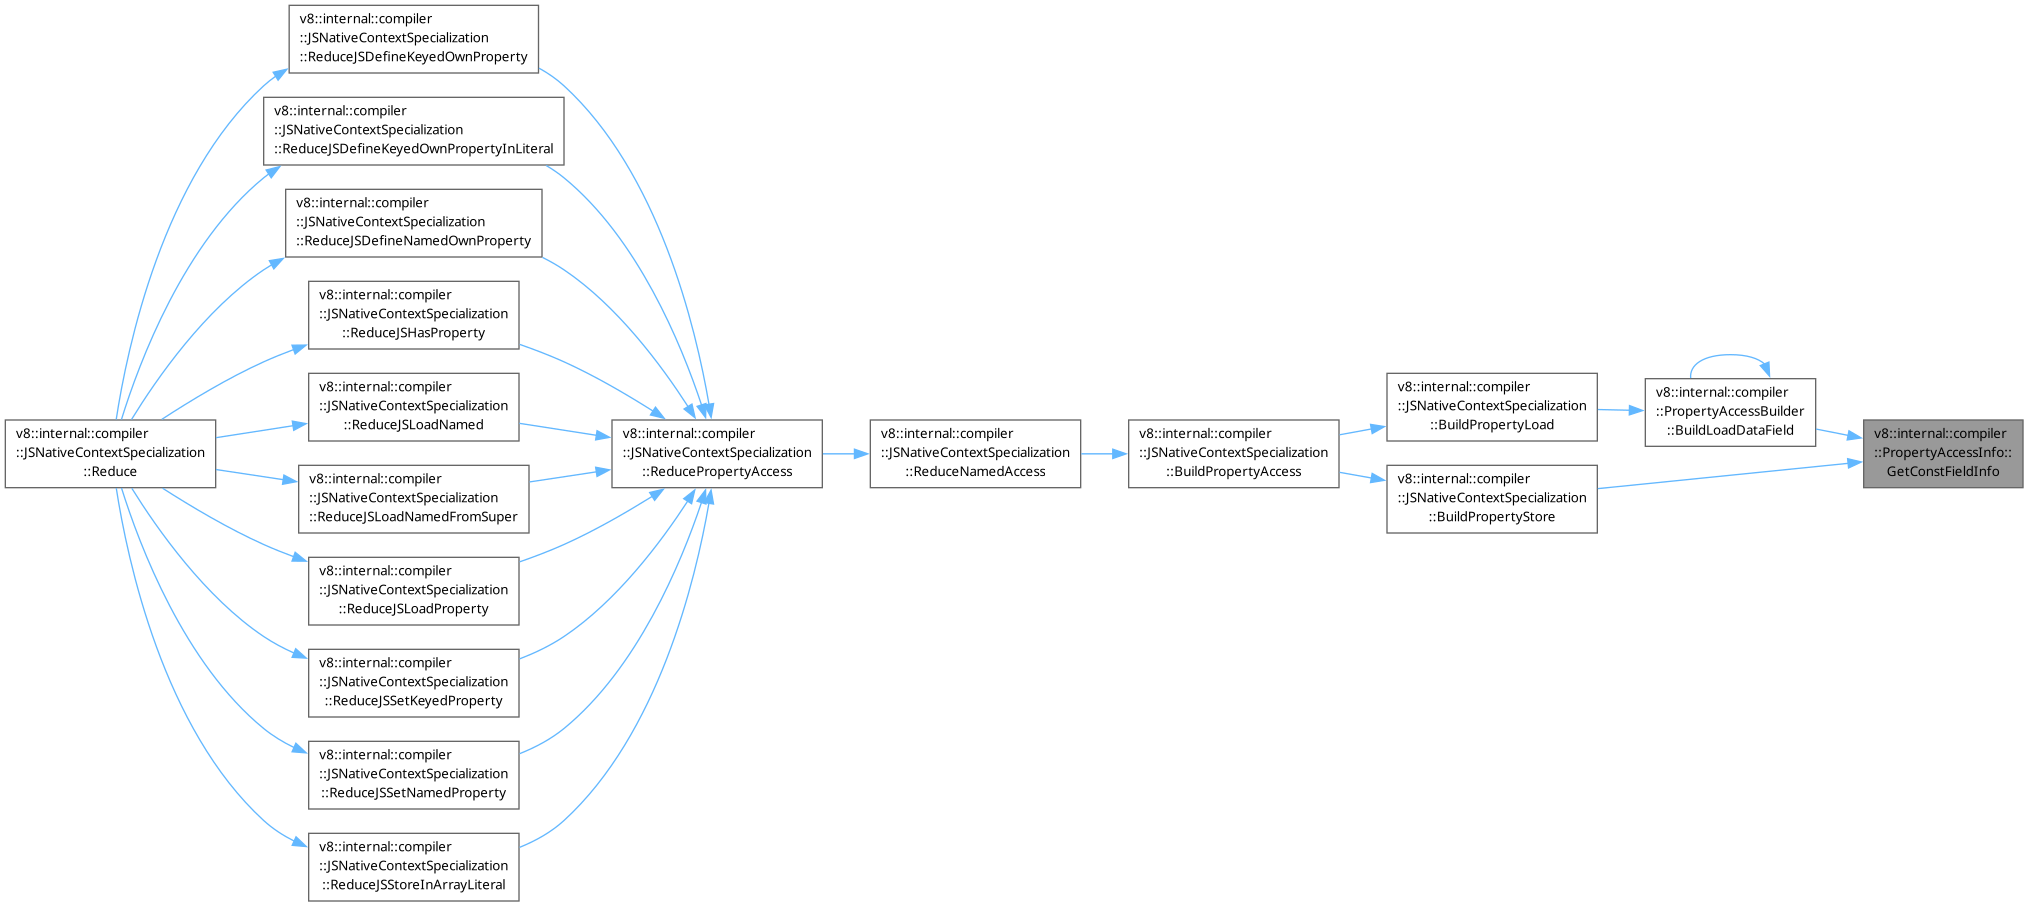 v8::internal::compiler
::JSNativeContextSpecialization
::ReduceJSDefineKeyedOwnProperty
v8::internal::compiler
::JSNativeContextSpecialization
::ReduceJSDefineKeyedOwnPropertyInLiteral
v8::internal::compiler
::JSNativeContextSpecialization
::ReduceJSDefineNamedOwnProperty
v8::internal::compiler
::JSNativeContextSpecialization
::ReduceJSHasProperty
v8::internal::compiler
::JSNativeContextSpecialization
::ReduceJSLoadNamed
v8::internal::compiler
::JSNativeContextSpecialization
::ReduceJSLoadNamedFromSuper
v8::internal::compiler
::JSNativeContextSpecialization
::ReduceJSLoadProperty
v8::internal::compiler
::JSNativeContextSpecialization
::ReduceJSSetKeyedProperty
v8::internal::compiler
::JSNativeContextSpecialization
::ReduceJSSetNamedProperty
v8::internal::compiler
::JSNativeContextSpecialization
::ReduceJSStoreInArrayLiteral
v8::internal::compiler
::JSNativeContextSpecialization
::Reduce
v8::internal::compiler
::JSNativeContextSpecialization
::ReducePropertyAccess
v8::internal::compiler
::JSNativeContextSpecialization
::ReduceNamedAccess
v8::internal::compiler
::JSNativeContextSpecialization
::BuildPropertyAccess
v8::internal::compiler
::JSNativeContextSpecialization
::BuildPropertyLoad
v8::internal::compiler
::JSNativeContextSpecialization
::BuildPropertyStore
v8::internal::compiler
::PropertyAccessBuilder
::BuildLoadDataField
v8::internal::compiler
::PropertyAccessInfo::
GetConstFieldInfo